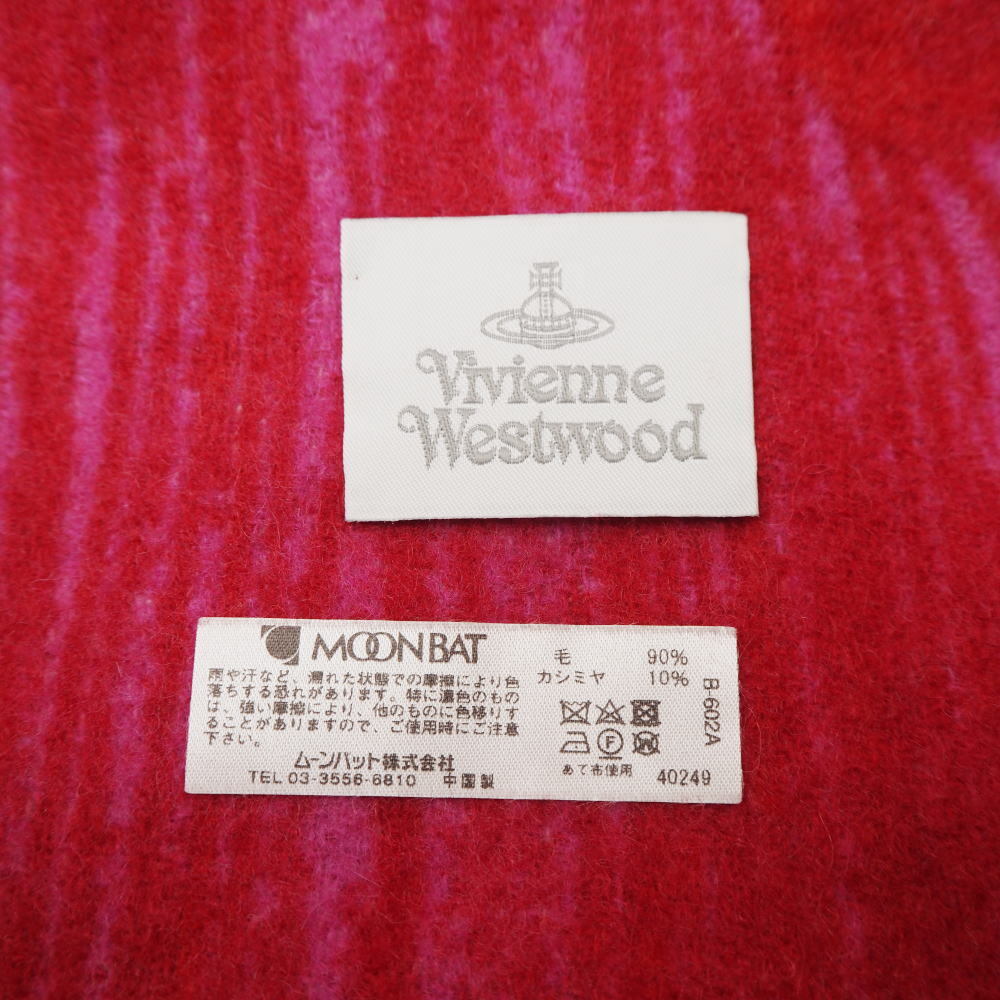 Vivienne
Westwood
MOONBAT
雨や汗など、濡れた状態での摩擦により色
落ちする恐れがあります。特に濃色のもの
は、強い摩擦により、他のものに色移りす
ることがありますので、ご使用時にご注意
下さい。
ムーンバット株式会社
TEL 03-3556-6810 中国製
毛 90%
カシミヤ 10%
F
W
あて布使用 40249
B-602A